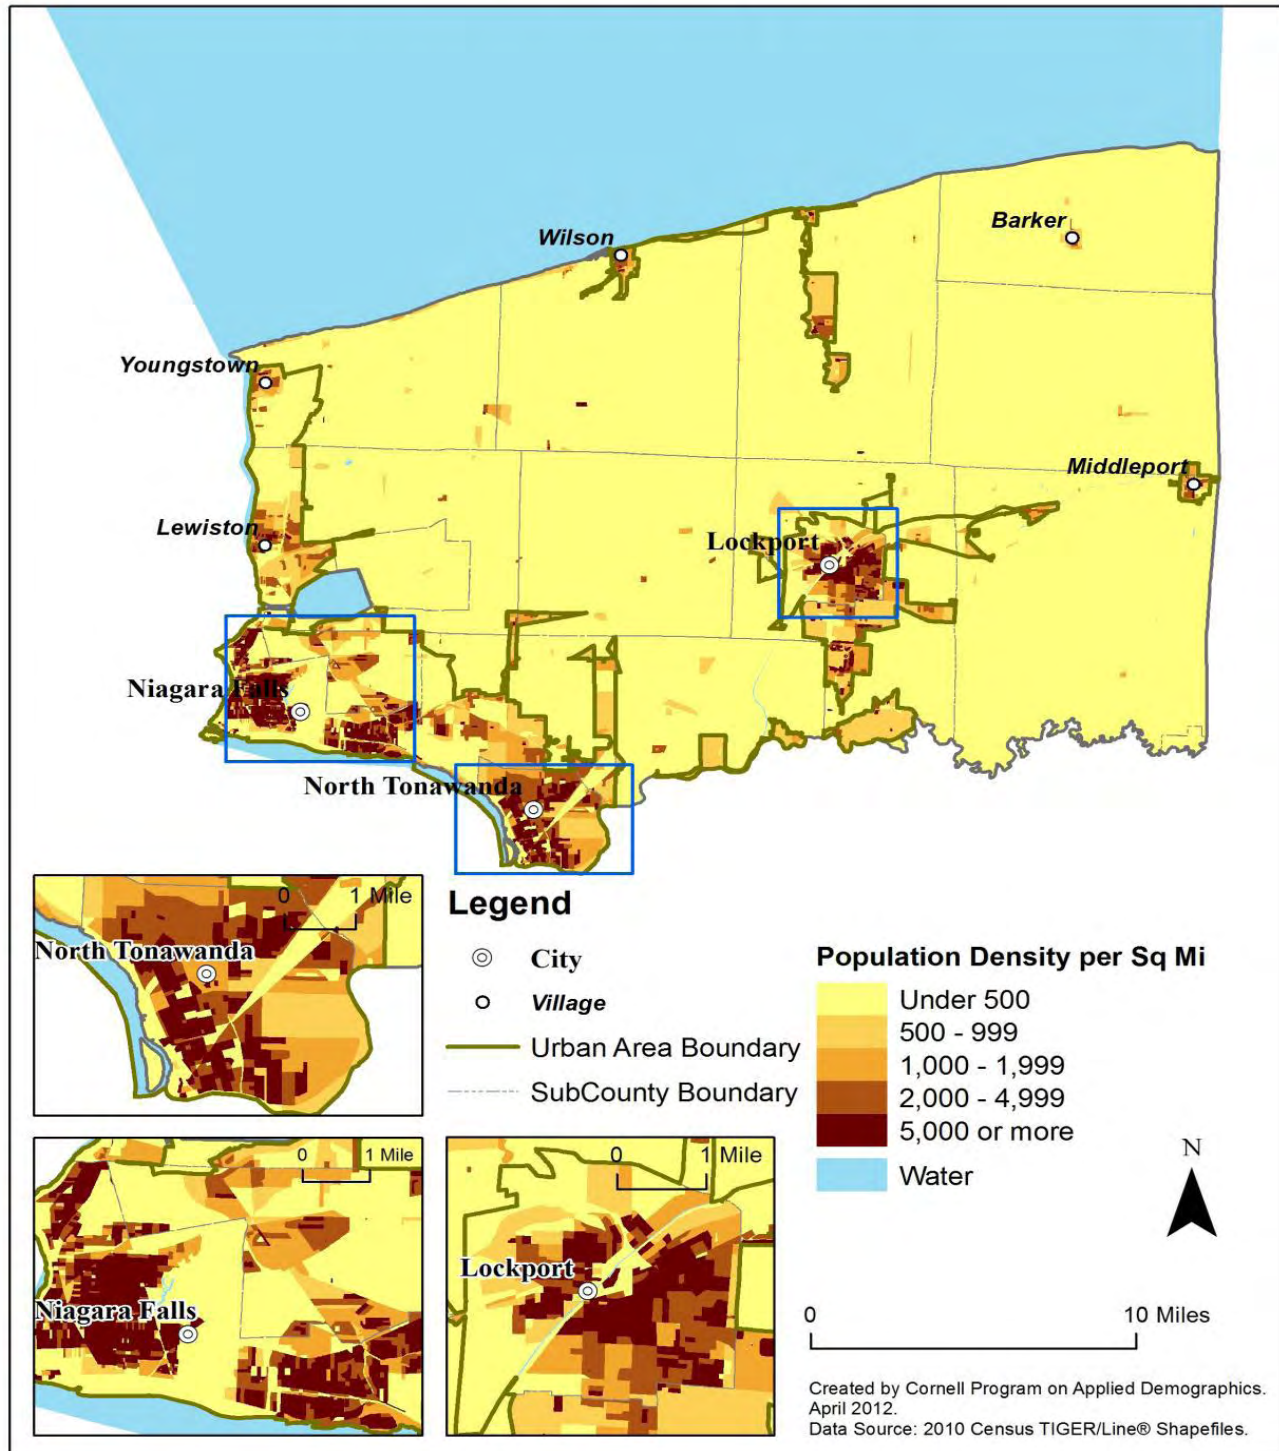 Wilson
Barker
Youngstown
Middleport
Lewiston
Lockport
Niagara Falls
North Tonawanda
0 1 Mile
North Tonawanda
Legend
City
Village
Urban Area Boundary
SubCounty Boundary
Population Density per Sq Mi
Under 500
500 - 999
1,000 - 1,999
2,000 - 4,999
5,000 or more
Water
N
0 1 Mile
Niagara Falls
0 1 Mile
Lockport
0 10 Miles
Created by Cornell Program on Applied Demographics.
April 2012.
Data Source: 2010 Census TIGER/Line® Shapefiles.